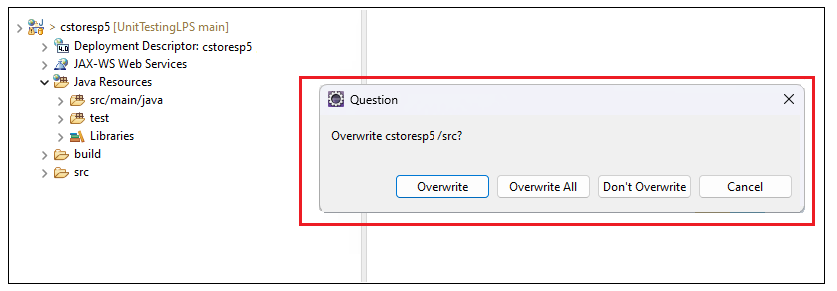 > cstoresp5 [UnitTestingLPS main]
Deployment Descriptor: cstoresp5
JAX-WS Web Services
Java Resources
src/main/java
test
Libraries
build
src
Question
Overwrite cstoresp5/src?
Overwrite
Overwrite All
Don't Overwrite
Cancel